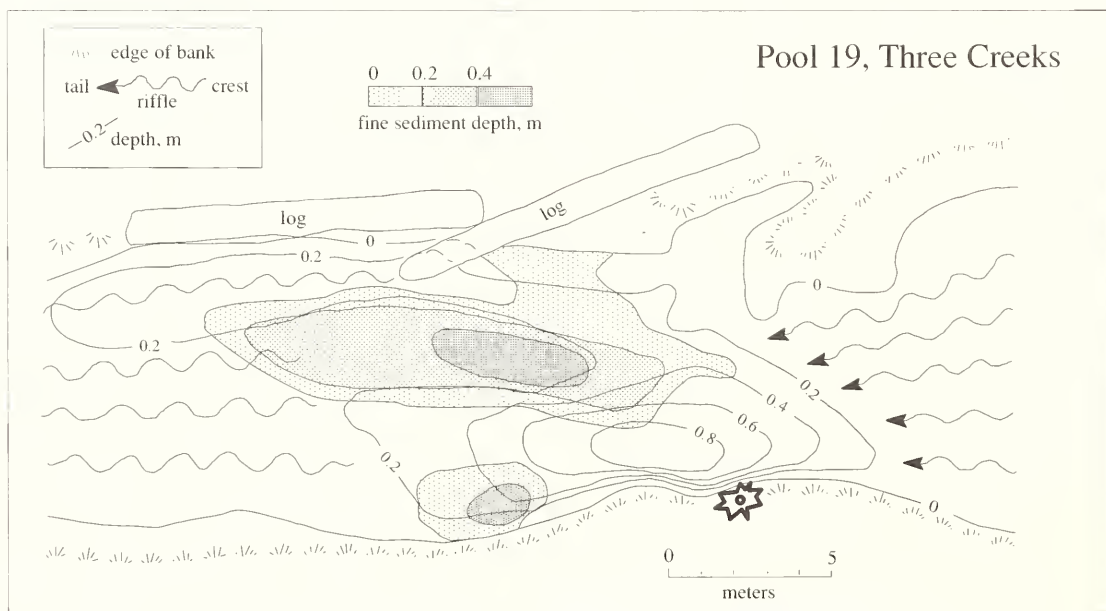 Pool 19, Three Creeks
edge of bank
tail crest
riffle
0.2 depth, m
0 0.2 0.4
fine sediment depth, m
log
log
0
0.2
0
0.2
0.2
0.4
0.6
0.8
0.2
0
0 5
meters